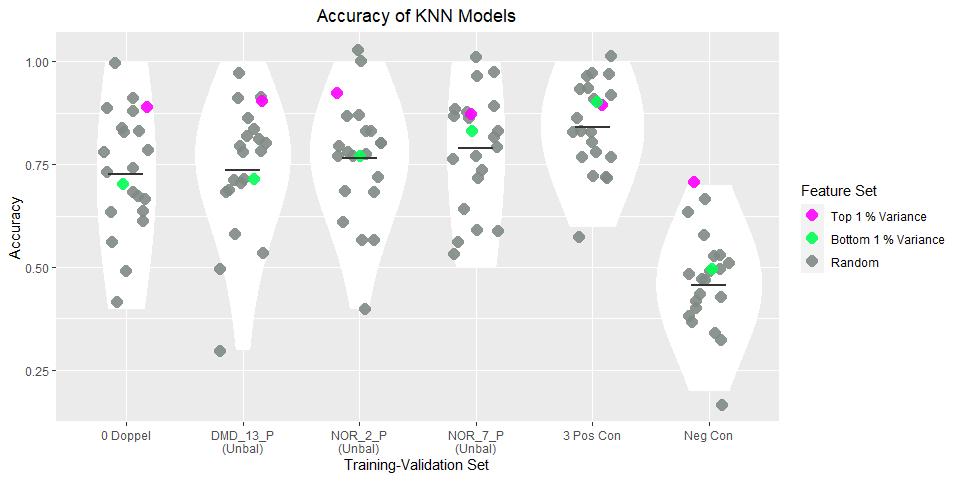 Accuracy of KNN Models
Accuracy
1.00
0.75
0.50
0.25
0 Doppel
DMD_13_P
(Unbal)
NOR_2_P
(Unbal)
NOR_7_P
(Unbal)
3 Pos Con
Neg Con
Training-Validation Set
Feature Set
Top 1 % Variance
Bottom 1 % Variance
Random